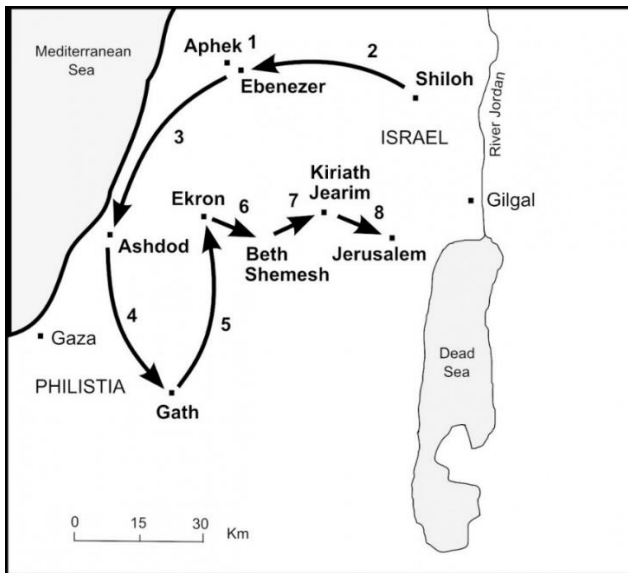 Mediterranean
Sea
Aphek
1
2
Ebenezer
Shiloh
River Jordan
3
ISRAEL
Kiriath
Jearim
Ekron
6
7
8
Gilgal
Ashdod
Beth
Shemesh
Jerusalem
4
5
Gaza
Dead
Sea
PHILISTIA
Gath
0 15 30
Km